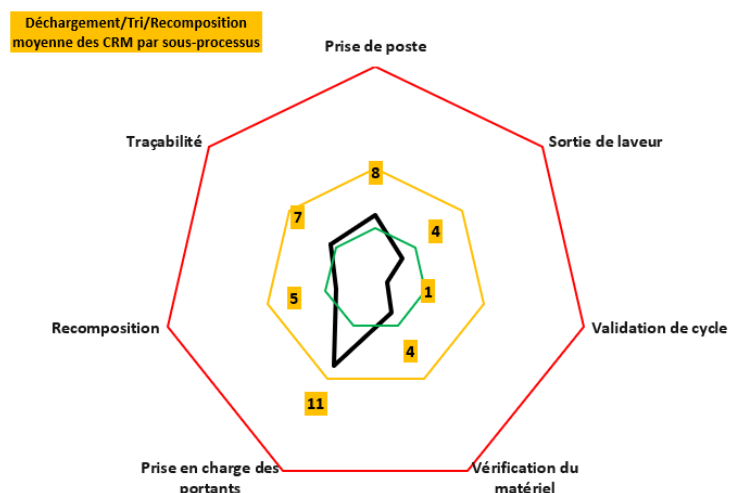 Déchargement/Tri/Recomposition
moyenne des CRM par sous-processus
Prise de poste
Traçabilité
Sortie de laveur
8
7
4
5
1
Recomposition
Validation de cycle
4
11
Prise en charge des
portants
Vérification du
matériel